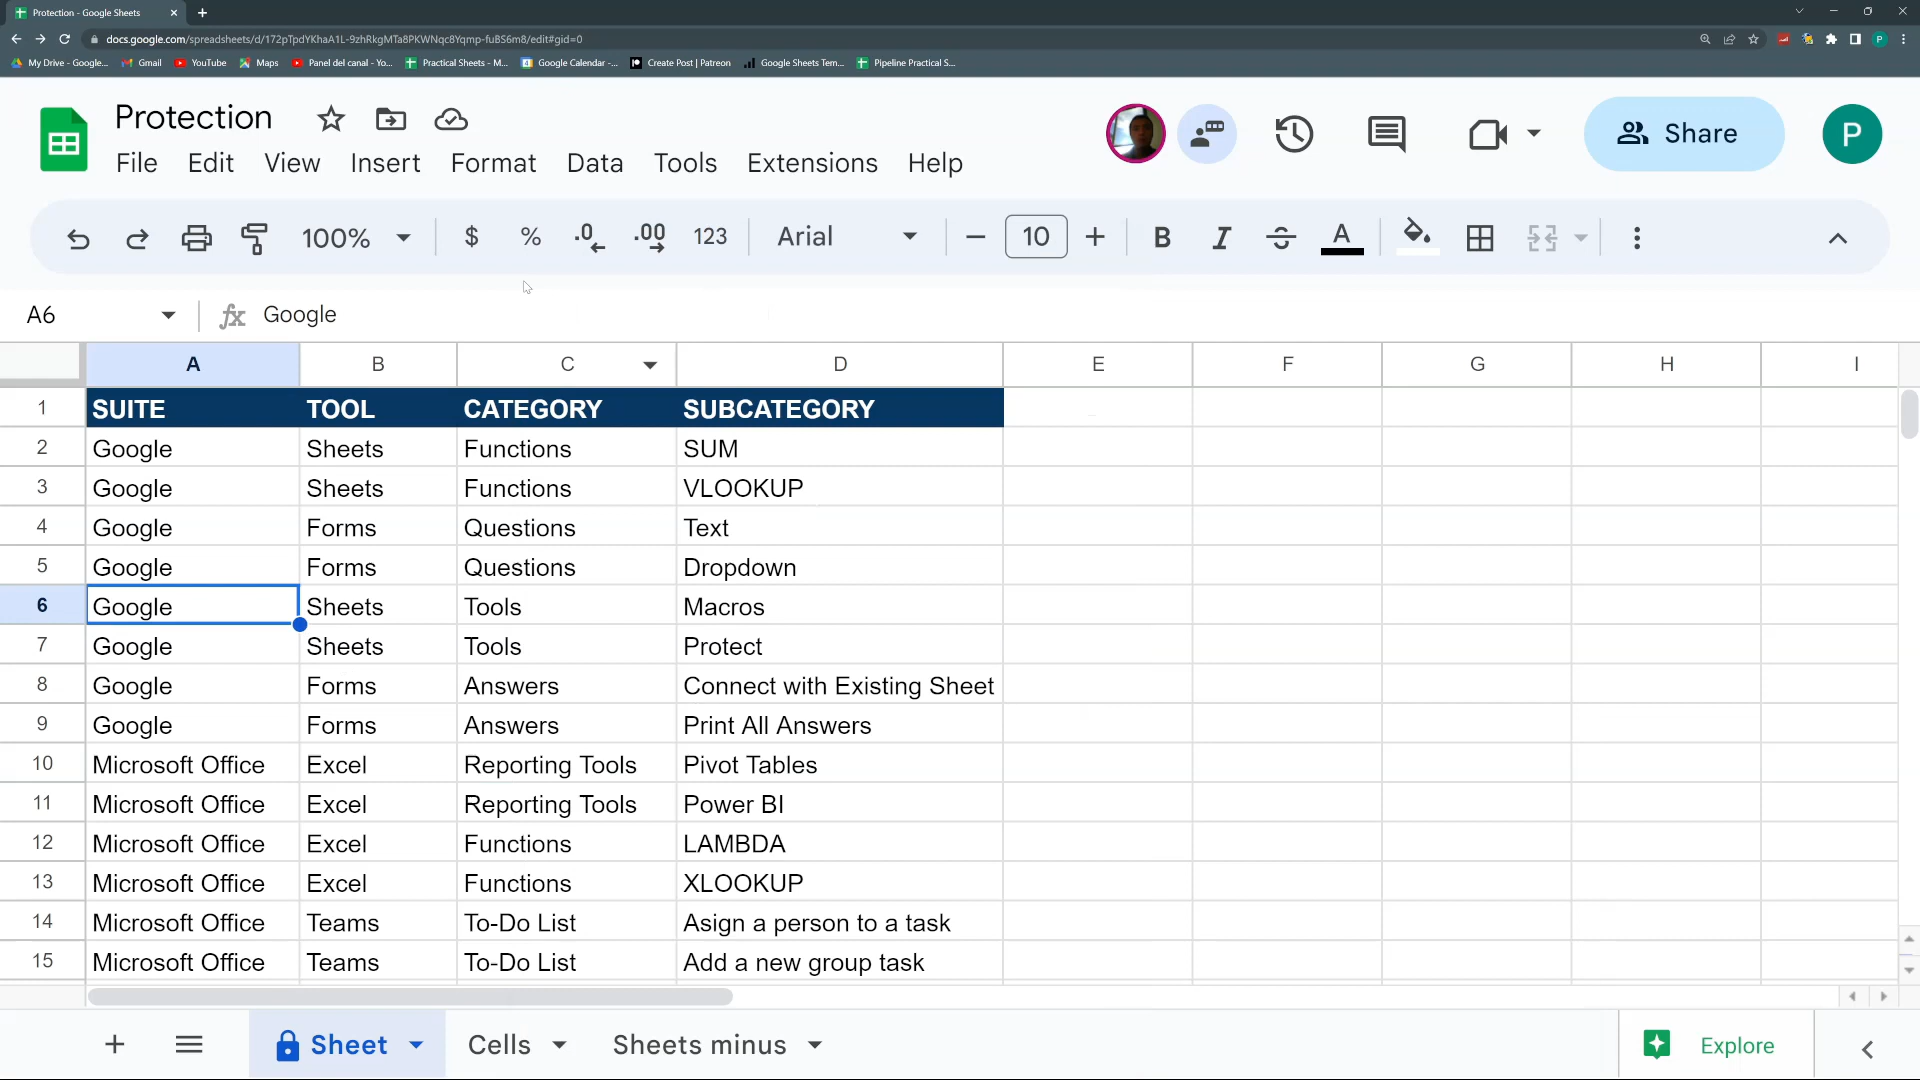 Protection - Google Sheets
docs.google.com/spreadsheets/d/172pTpdYKhaA1L-9zhRkgMTa8PKWNqc8Yqmp-fuBS6m8/edit#gid=0
My Drive - Google... Gmail YouTube Maps Panel del canal - Yo... Practical Sheets - M... Google Calendar -... Create Post | Patreon Google Sheets Tem... Pipeline Practical S...
Protection
File Edit View Insert Format Data Tools Extensions Help
Share
P
100% $ % .0 .00 123 Arial 10 B I A
A6 fx Google
A B C D E F G H I
1 SUITE TOOL CATEGORY SUBCATEGORY
2 Google Sheets Functions SUM
3 Google Sheets Functions VLOOKUP
4 Google Forms Questions Text
5 Google Forms Questions Dropdown
6 Google Sheets Tools Macros
7 Google Sheets Tools Protect
8 Google Forms Answers Connect with Existing Sheet
9 Google Forms Answers Print All Answers
10 Microsoft Office Excel Reporting Tools Pivot Tables
11 Microsoft Office Excel Reporting Tools Power BI
12 Microsoft Office Excel Functions LAMBDA
13 Microsoft Office Excel Functions XLOOKUP
14 Microsoft Office Teams To-Do List Asign a person to a task
15 Microsoft Office Teams To-Do List Add a new group task
Sheet Cells Sheets minus Explore